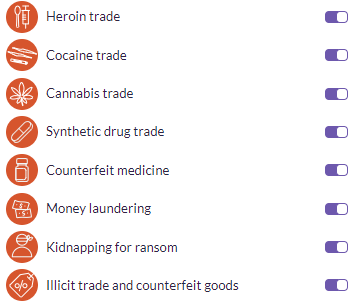 Heroin trade
Cocaine trade
Cannabis trade
Synthetic drug trade
Counterfeit medicine
Money laundering
Kidnapping for ransom
Illicit trade and counterfeit goods